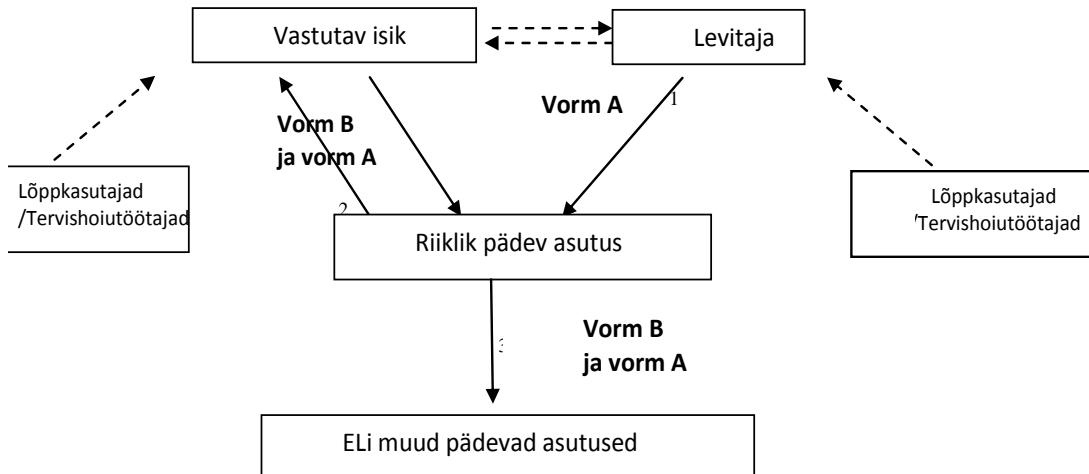 Vastutav isik
Levitaja
Vorm A
1
Vorm B
ja vorm A
Lõppkasutajad
/Tervishoiutöötajad
2
Lõppkasutajad
/Tervishoiutöötajad
Riiklik pädev asutus
3
Vorm B
ja vorm A
ELi muud pädevad asutused